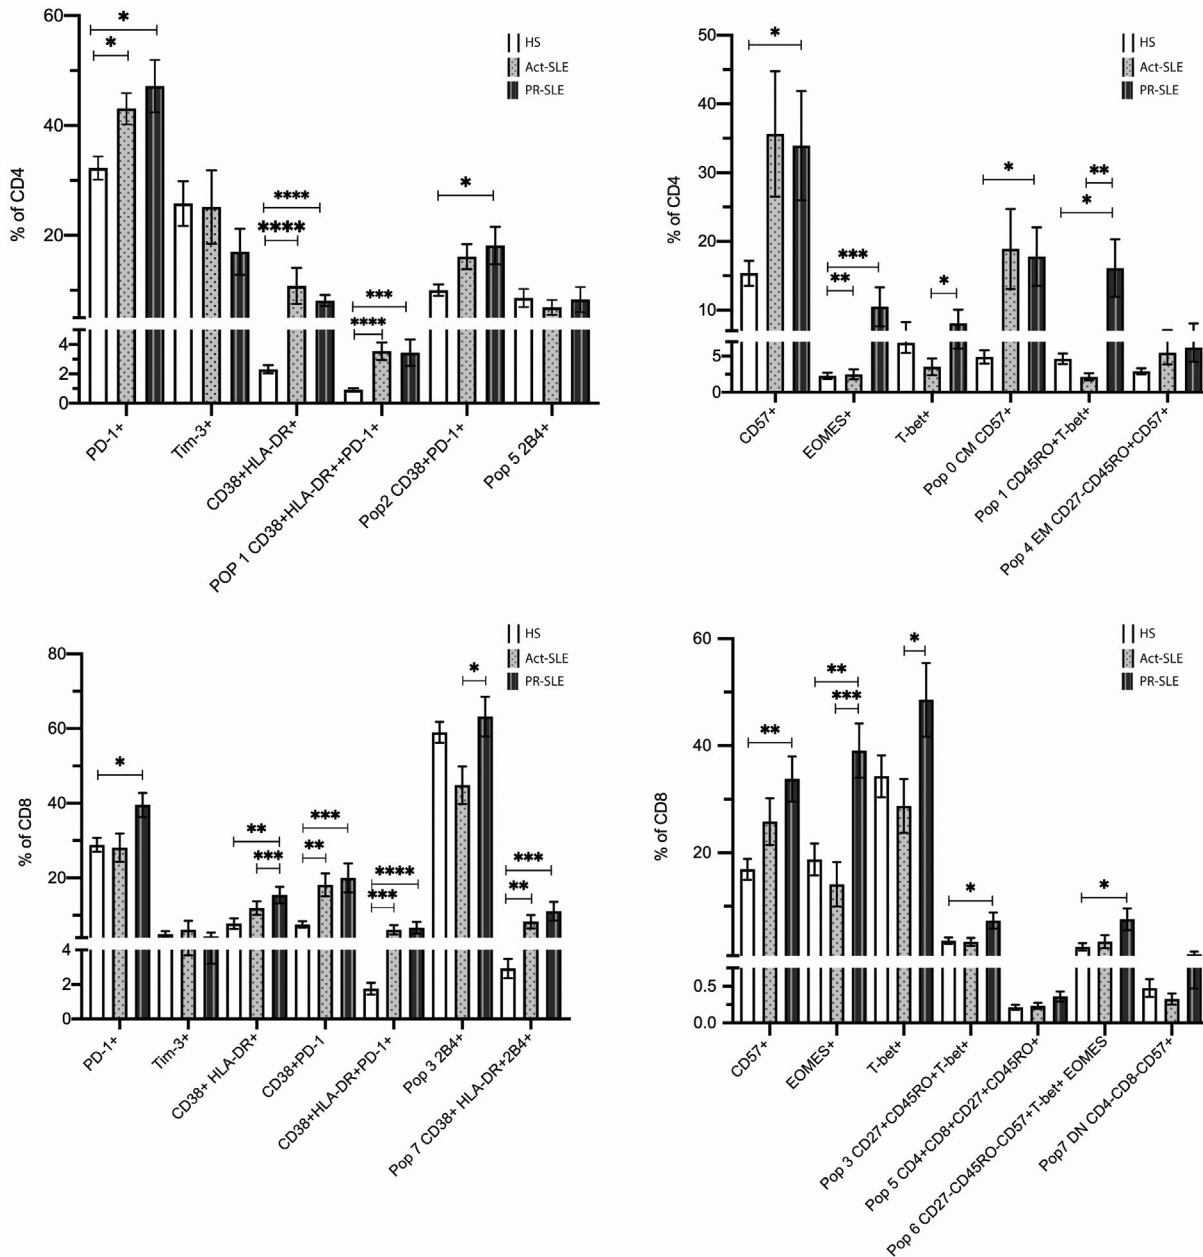 60
40
20
4
2
0
% of CD4
*
*
****
****
***
****
*
HS
Act-SLE
PR-SLE
PD-1+
Tim-3+
CD38+HLA-DR+
POP 1 CD38+HLA-DR++PD-1+
Pop2 CD38+PD-1+
Pop 5 2B4+
50
40
30
20
10
5
0
% of CD4
*
***
**
*
*
**
*
HS
Act-SLE
PR-SLE
CD57+
EOMES+
T-bet+
Pop 0 CM CD57+
Pop 1 CD45RO+T-bet+
Pop 4 EM CD27-CD45RO+CD57+
80
60
40
20
4
2
0
% of CD8
*
**
***
***
**
****
***
*
***
**
HS
Act-SLE
PR-SLE
PD-1+
Tim-3+
CD38+ HLA-DR+
CD38+PD-1
CD38+HLA-DR+PD-1+
Pop 3 2B4+
Pop 7 CD38+ HLA-DR+2B4+
60
40
20
0.5
0.0
% of CD8
**
**
***
*
*
*
HS
Act-SLE
PR-SLE
CD57+
EOMES+
T-bet+
Pop 3 CD27+CD45RO+T-bet+
Pop 5 CD4+CD8+CD27+CD45RO+
Pop 6 CD27-CD45RO-CD57+T-bet+ EOMES
Pop7 DN CD4-CD8-CD57+